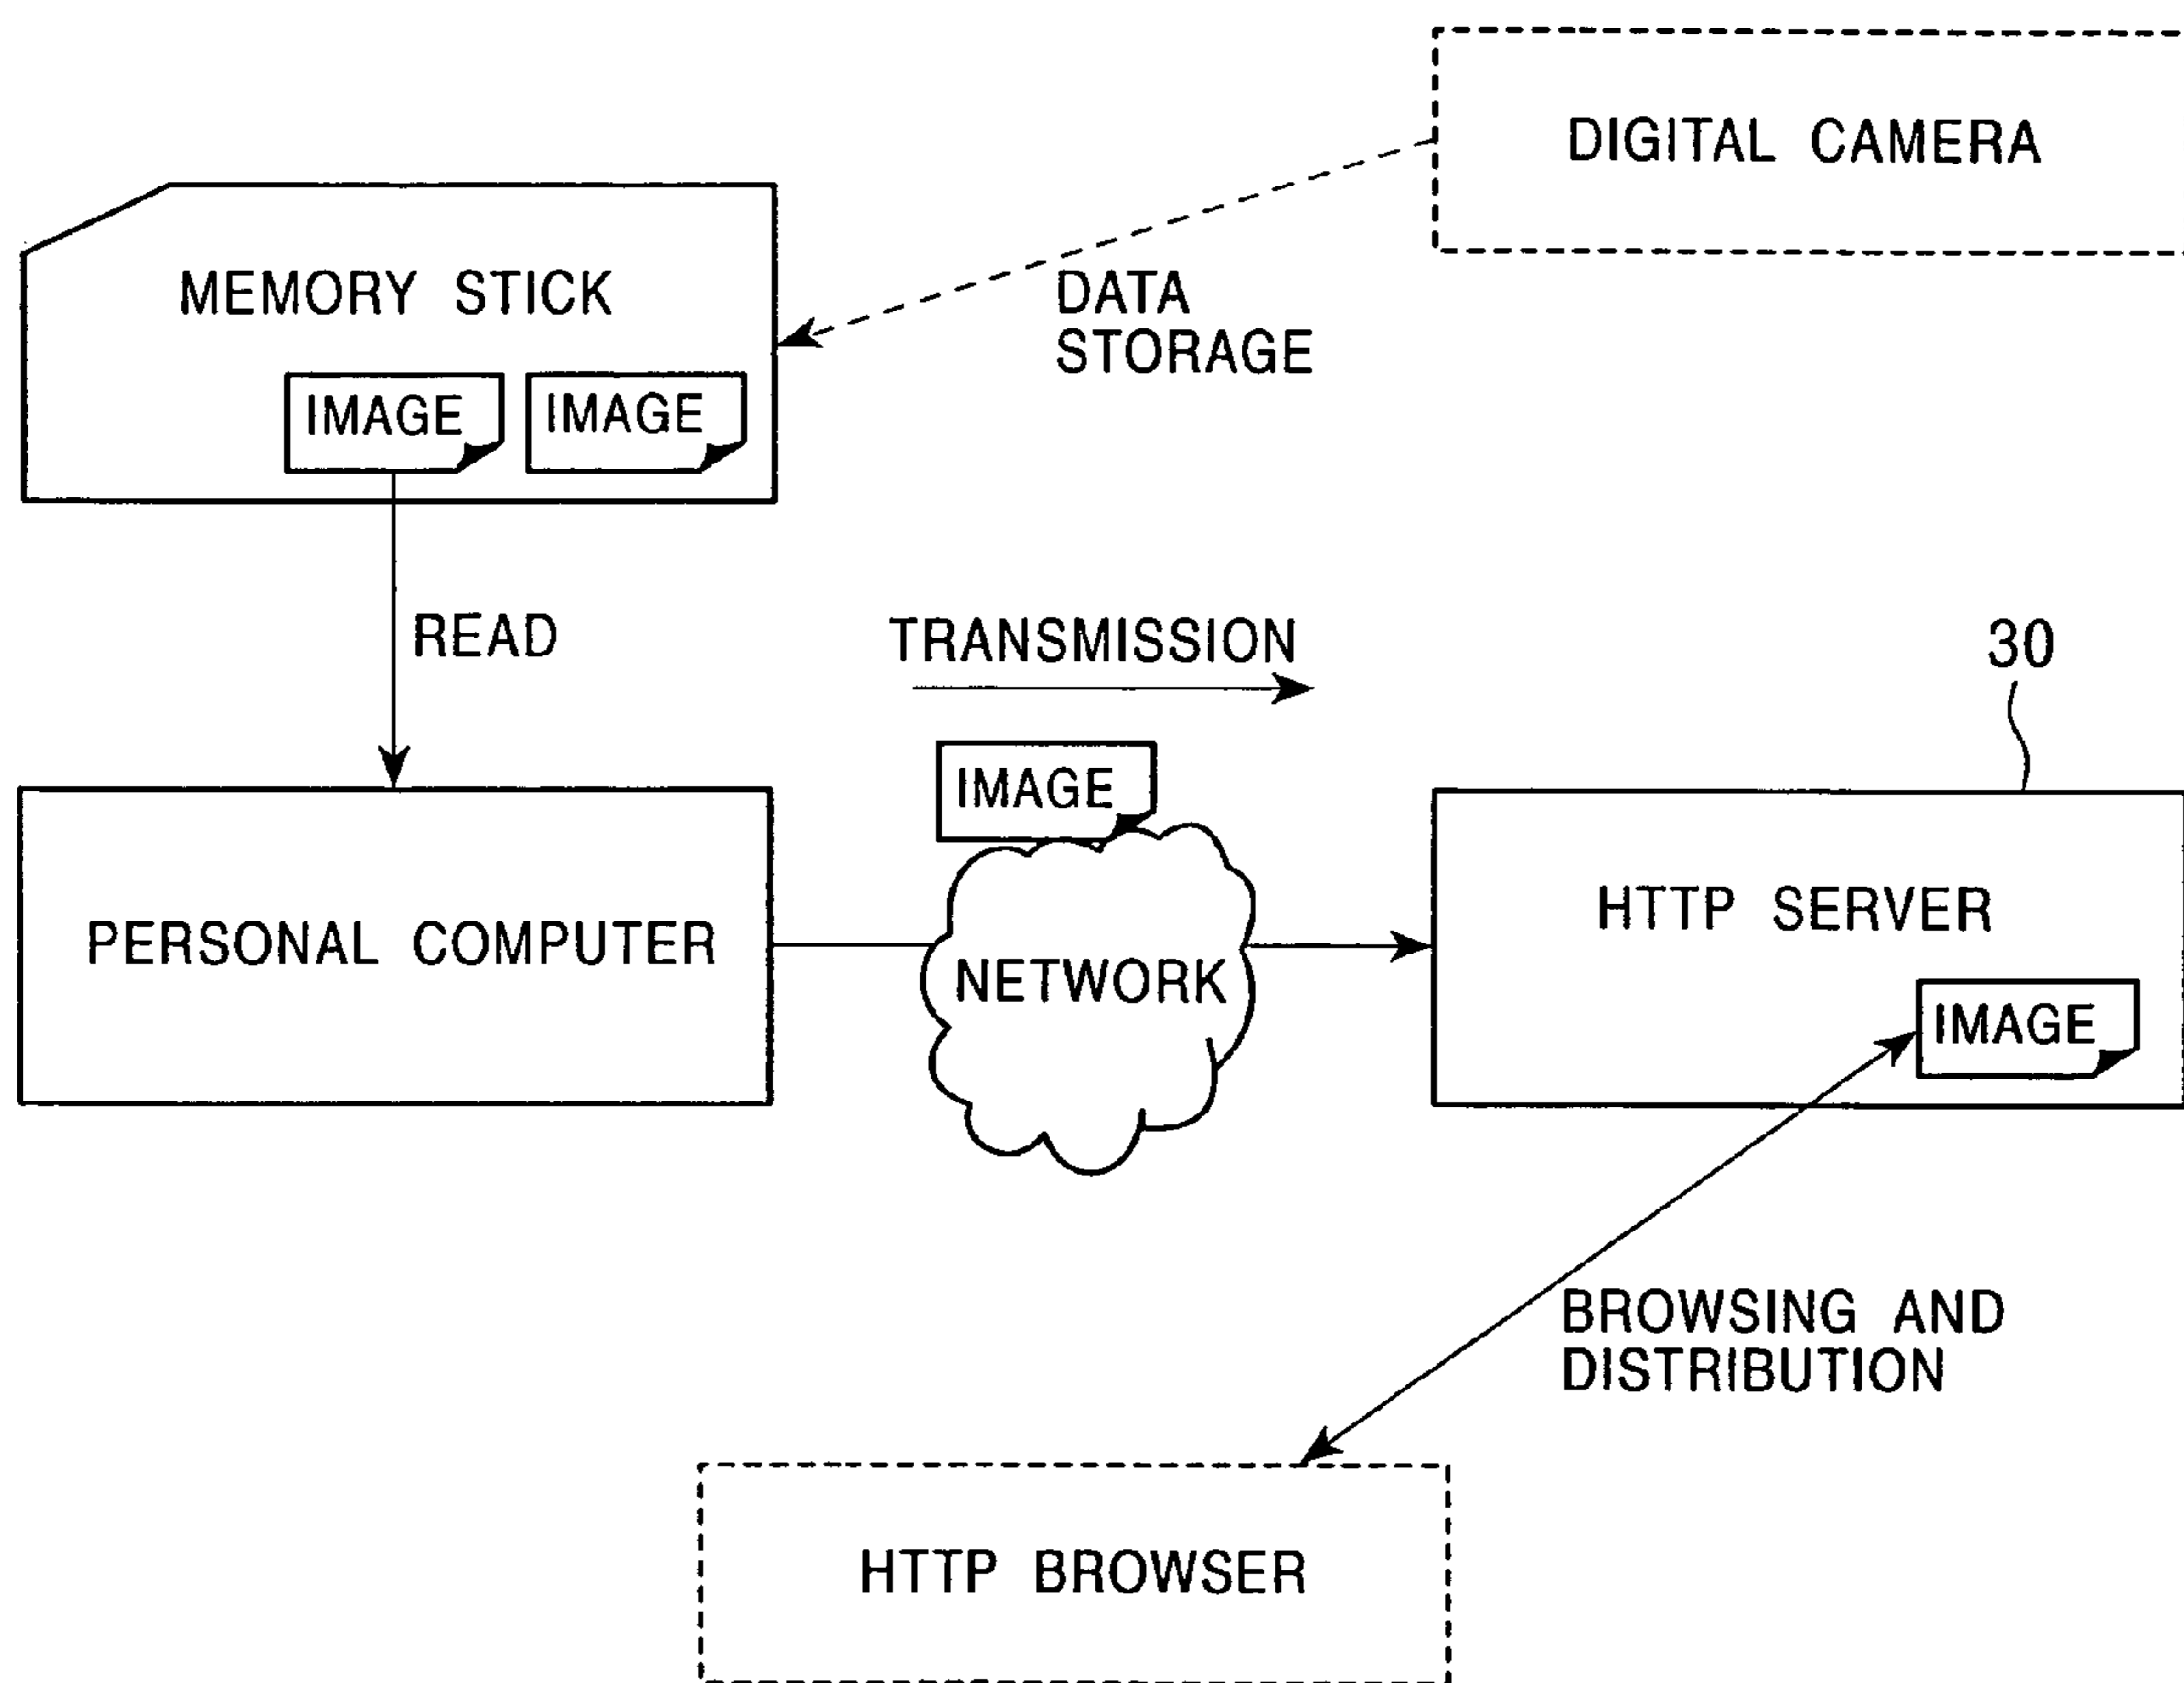 DIGITAL CAMERA
MEMORY STICK
DATA
STORAGE
IMAGE
IMAGE
READ
TRANSMISSION
30
IMAGE
HTTP SERVER
PERSONAL COMPUTER
NETWORK
IMAGE
BROWSING AND
DISTRIBUTION
HTTP BROWSER